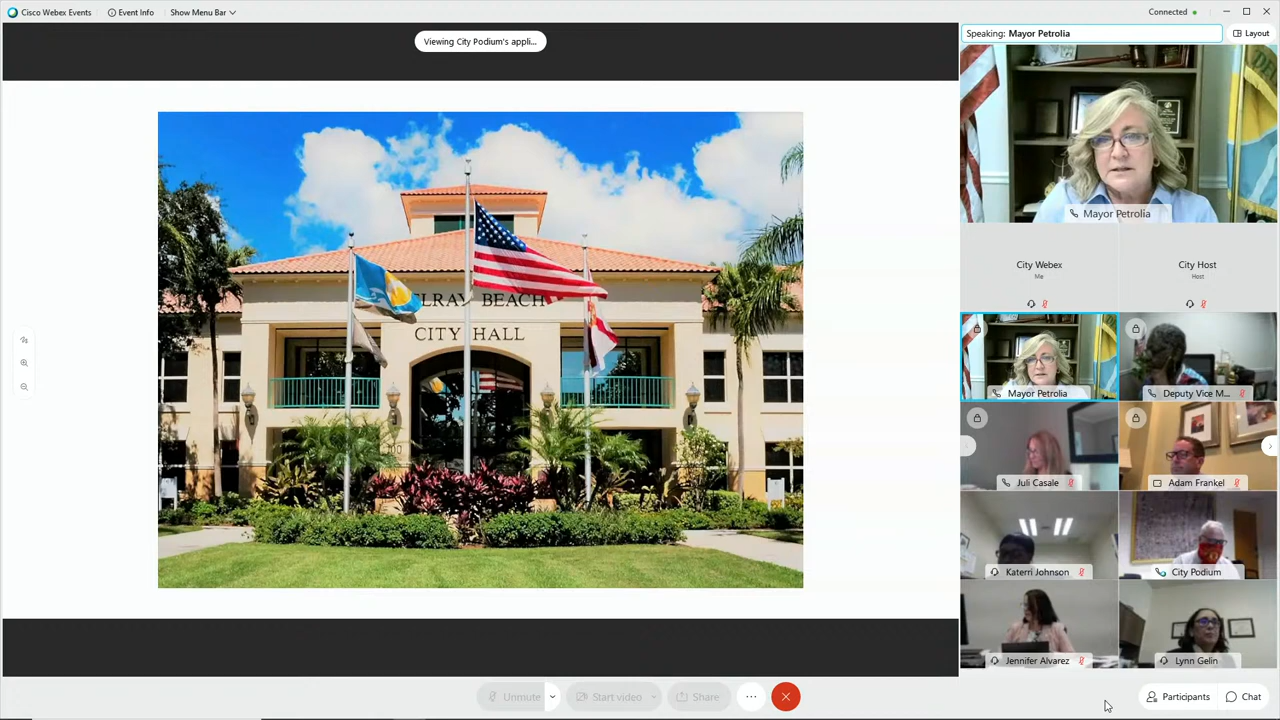 Cisco Webex Events
Event Info
Show Menu Bar
Connected
Viewing City Podium's appli...
Speaking: Mayor Petrolia
Layout
Mayor Petrolia
City Webex
Me
City Host
Host
ELRAY BEACH
CITY HALL
100
Mayor Petrolia
Deputy Vice M...
Juli Casale
Adam Frankel
Katerri Johnson
City Podium
Jennifer Alvarez
Lynn Gelin
Unmute
Start video
Share
Participants
Chat